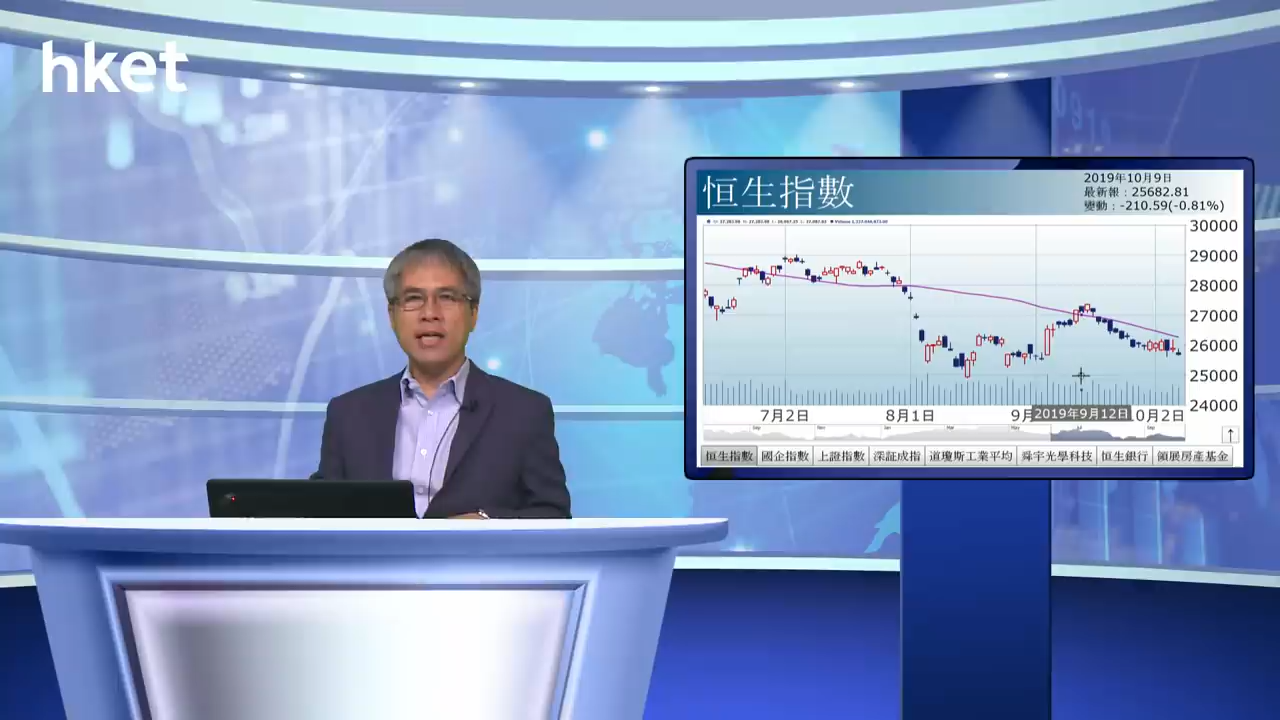 hket
恒生指數
2019年10月9日
最新報：25682.81
變動：-210.59(-0.81%)
30000
29000
28000
27000
26000
25000
24000
7月2日
8月1日
9月
2019年9月12日
0月2日
恒生指數
國企指數
上證指數
深証成指
道瓊斯工業平均
舜宇光學科技
恒生銀行
領展房產基金